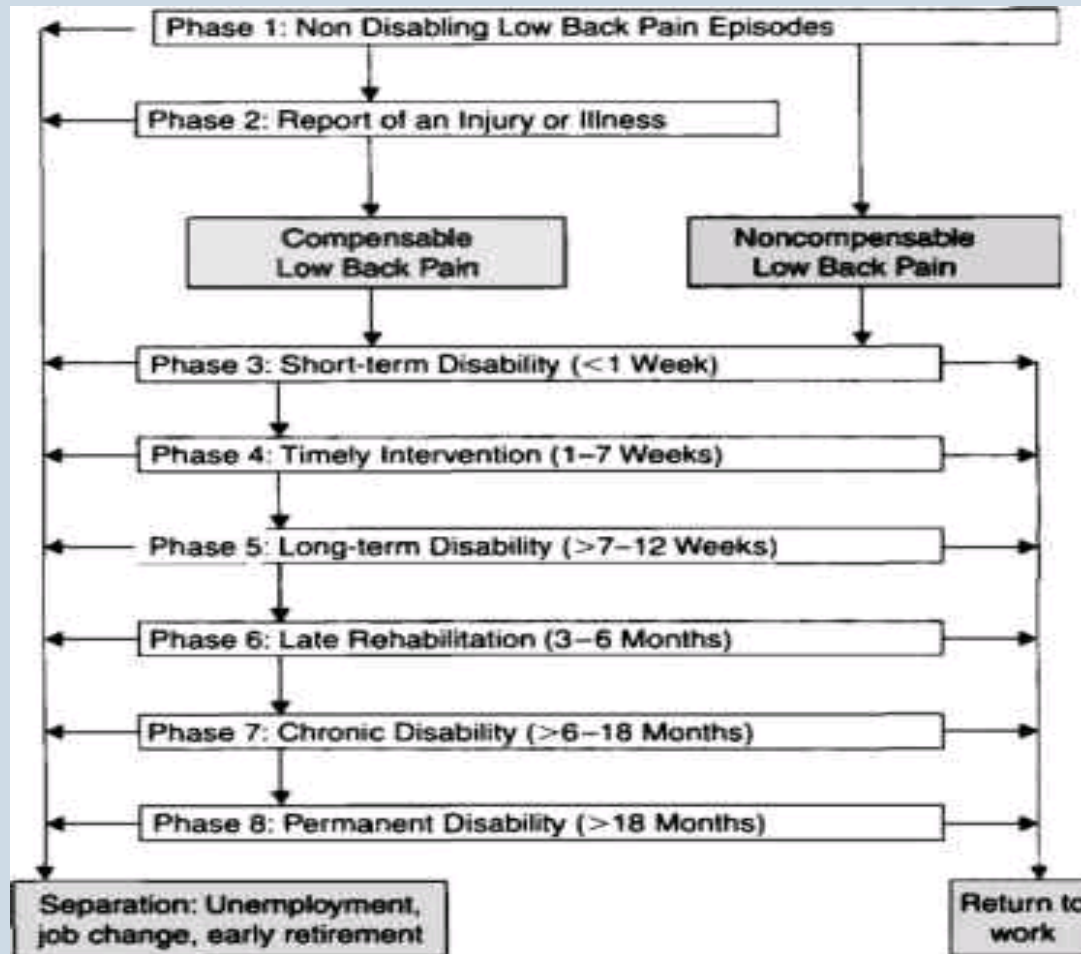 Phase 1: Non Disabling Low Back Pain Episodes
Phase 2: Report of an Injury or Illness
Compensable
Low Back Pain
Noncompensable
Low Back Pain
Phase 3: Short-term Disability (<1 Week)
Phase 4: Timely Intervention (1–7 Weeks)
Phase 5: Long-term Disability (>7–12 Weeks)
Phase 6: Late Rehabilitation (3–6 Months)
Phase 7: Chronic Disability (>6–18 Months)
Phase 8: Permanent Disability (>18 Months)
Separation: Unemployment,
job change, early retirement
Return to
work